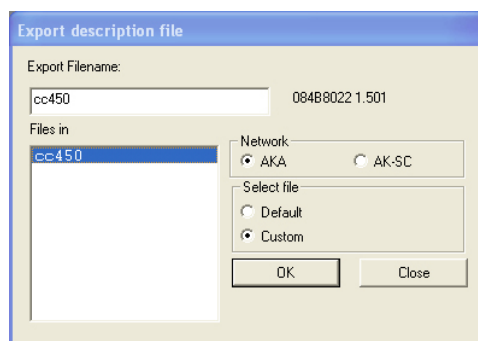 Export description file
Export Filename:
cc450
084B8022 1.501
Files in
cc450
Network
AKA
AK-SC
Select file
Default
Custom
OK
Close